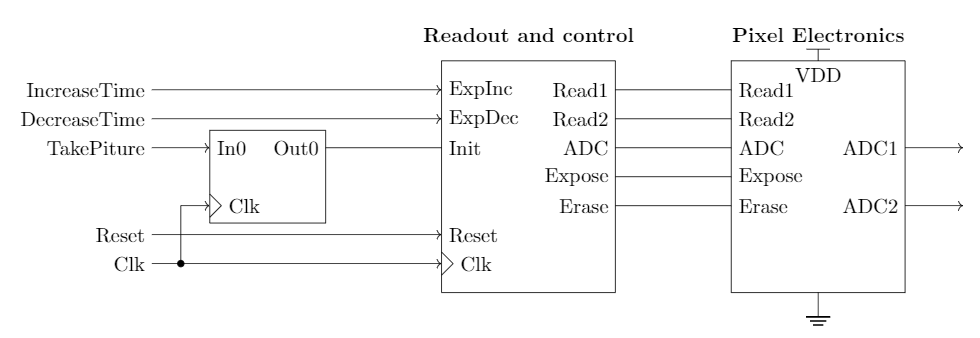 Readout and control
Pixel Electronics
VDD
IncreaseTime
ExpInc
Read1
Read1
DecreaseTime
ExpDec
Read2
Read2
TakePiture
In0
Out0
Init
ADC
ADC
ADC1
Expose
Expose
Clk
Erase
Erase
ADC2
Reset
Reset
Clk
Clk